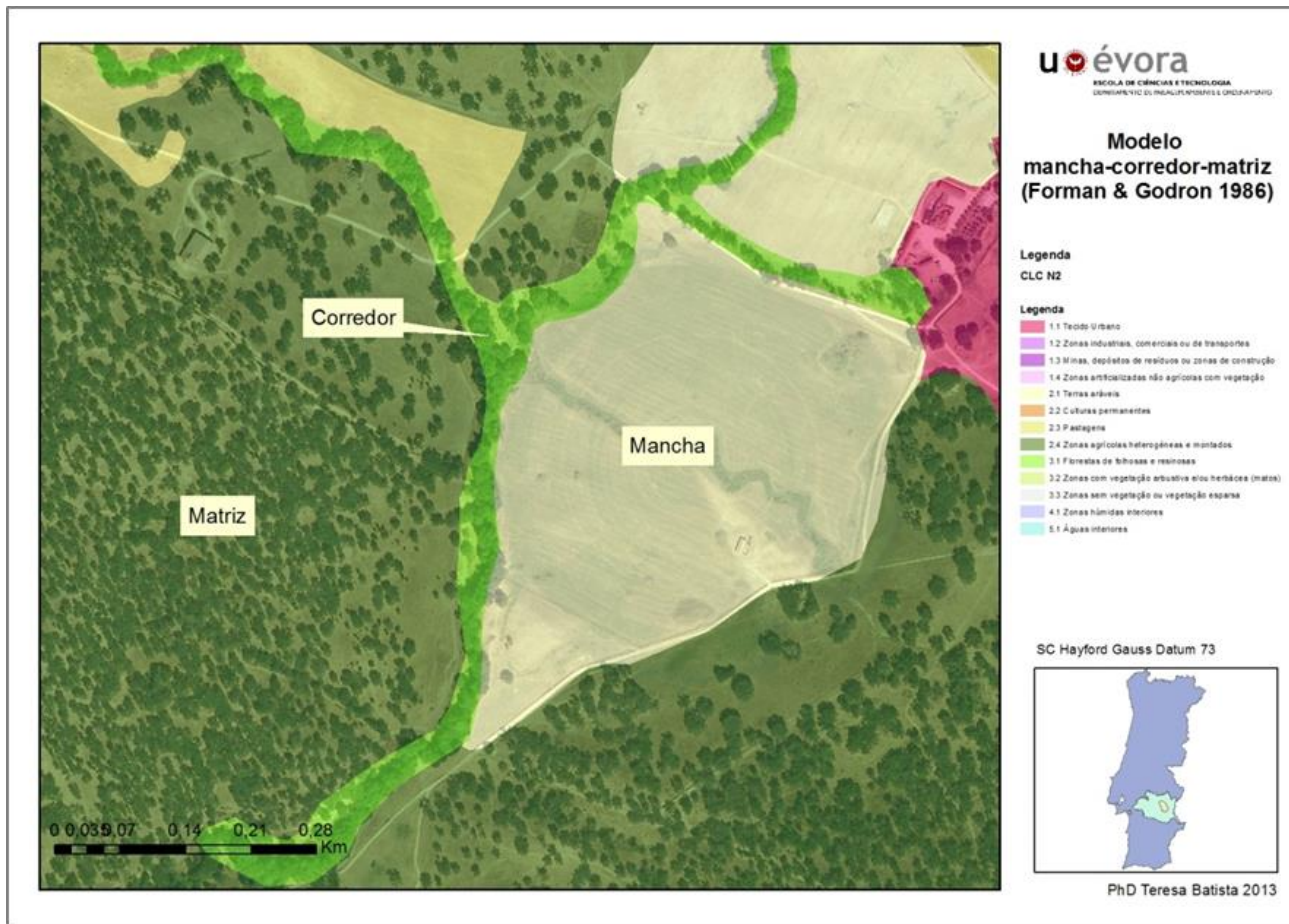 u évora
ESCOLA DE CIÊNCIAS E TECNOLOGIA
DEPARTAMENTO DE PAISAGEM, AMBIENTE E ORDENAMENTO
Modelo
mancha-corredor-matriz
(Forman & Godron 1986)
Legenda
CLC N2
Legenda
1.1 Tecido Urbano
1.2 Zonas industriais, comerciais ou de transportes
1.3 Minas, depósitos de resíduos ou zonas de construção
1.4 Zonas artificializadas não agrícolas com vegetação
2.1 Terras aráveis
2.2 Culturas permanentes
2.3 Pastagens
2.4 Zonas agrícolas heterogéneas e montados
3.1 Florestas de folhosas e resinosas
3.2 Zonas com vegetação arbustiva e/ou herbácea (matos)
3.3 Zonas sem vegetação ou vegetação esparsa
4.1 Zonas húmidas interiores
5.1 Águas interiores
Corredor
Mancha
Matriz
0 0,035 0,07 0,14 0,21 0,28
Km
SC Hayford Gauss Datum 73
PhD Teresa Batista 2013